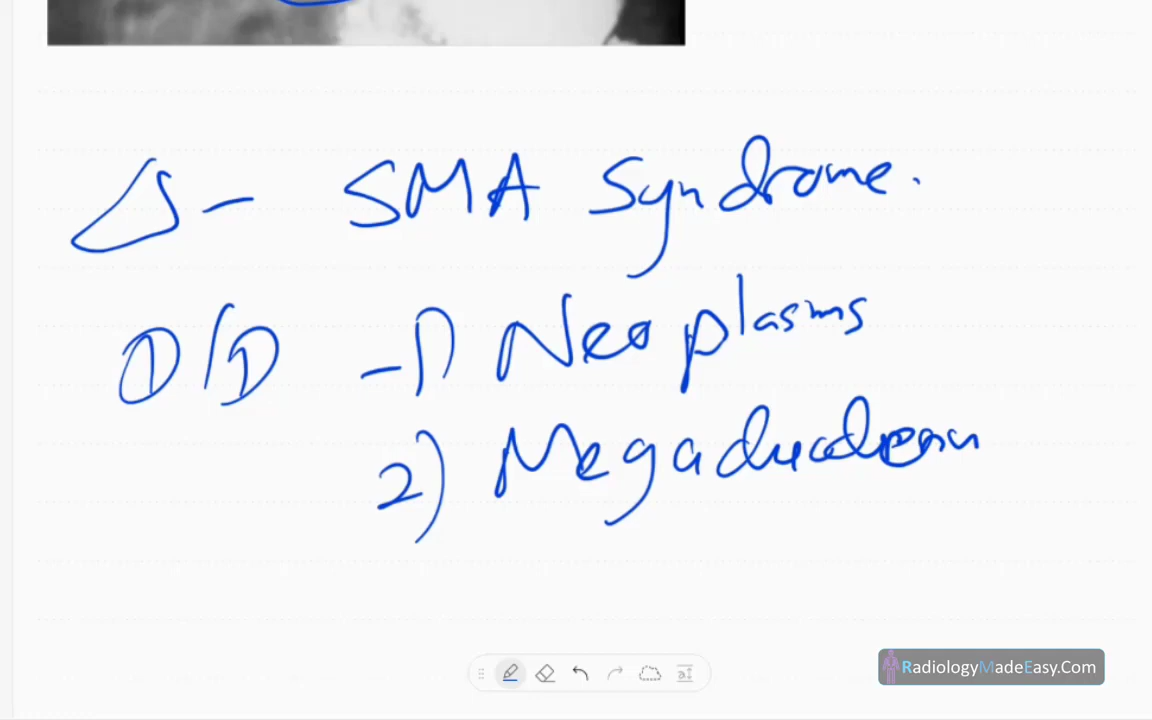 Δ - SMA Syndrome.
D/D - 1) Neoplasms
2) Megaduodenum
RadiologyMadeEasy.Com